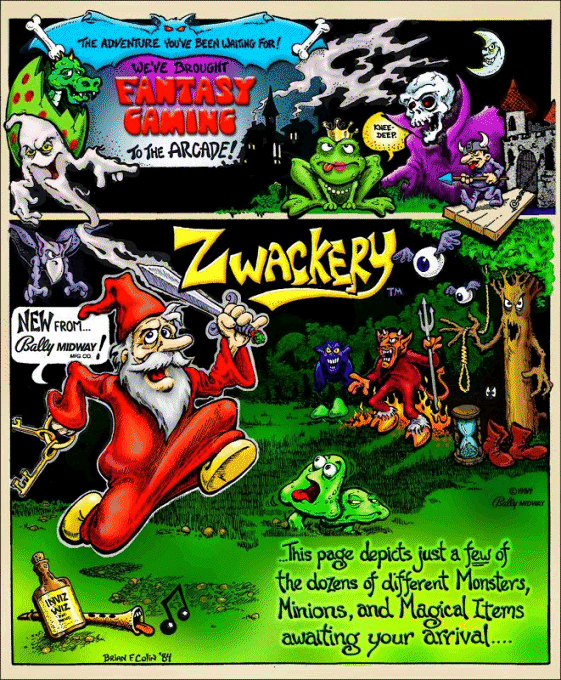 THE ADVENTURE YOU'VE BEEN WAITING FOR!
WE'VE BROUGHT
FANTASY
GAMING
TO THE ARCADE!
KNEE-
DEEP.
ZWACKERY
TM
NEW FROM...
Bally MIDWAY!
MFG. CO.
©1984
Bally MIDWAY
...This page depicts just a few of
the dozens of different Monsters,
Minions, and Magical Items
awaiting your arrival....
INVIZ
WIZ
BRIAN F. COLIN '84